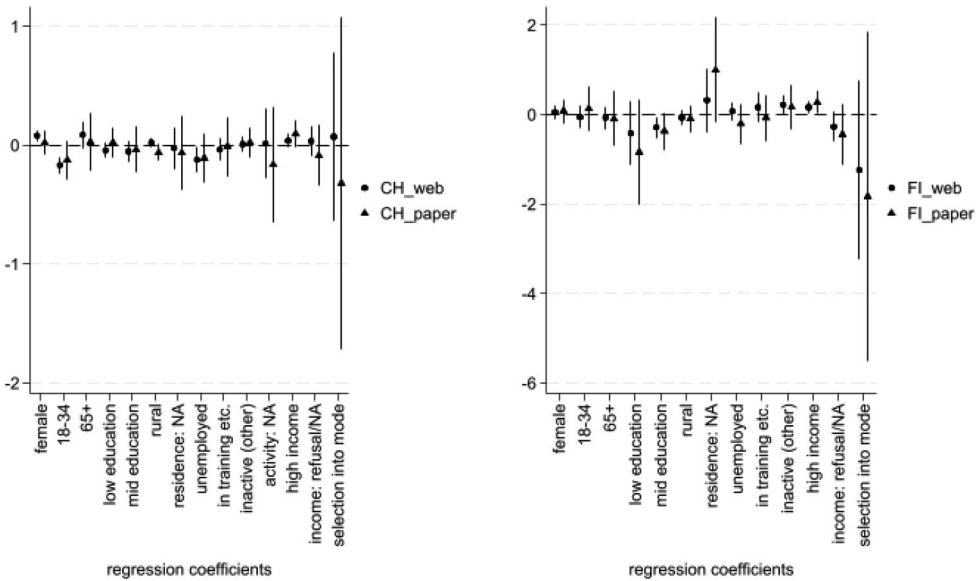 1
0
-1
-2
CH_web
CH_paper
female
18-34
65+
low education
mid education
rural
residence: NA
unemployed
in training etc.
inactive (other)
activity: NA
high income
income: refusal/NA
selection into mode
regression coefficients
2
0
-2
-4
-6
FI_web
FI_paper
female
18-34
65+
low education
mid education
rural
residence: NA
unemployed
in training etc.
inactive (other)
high income
income: refusal/NA
selection into mode
regression coefficients